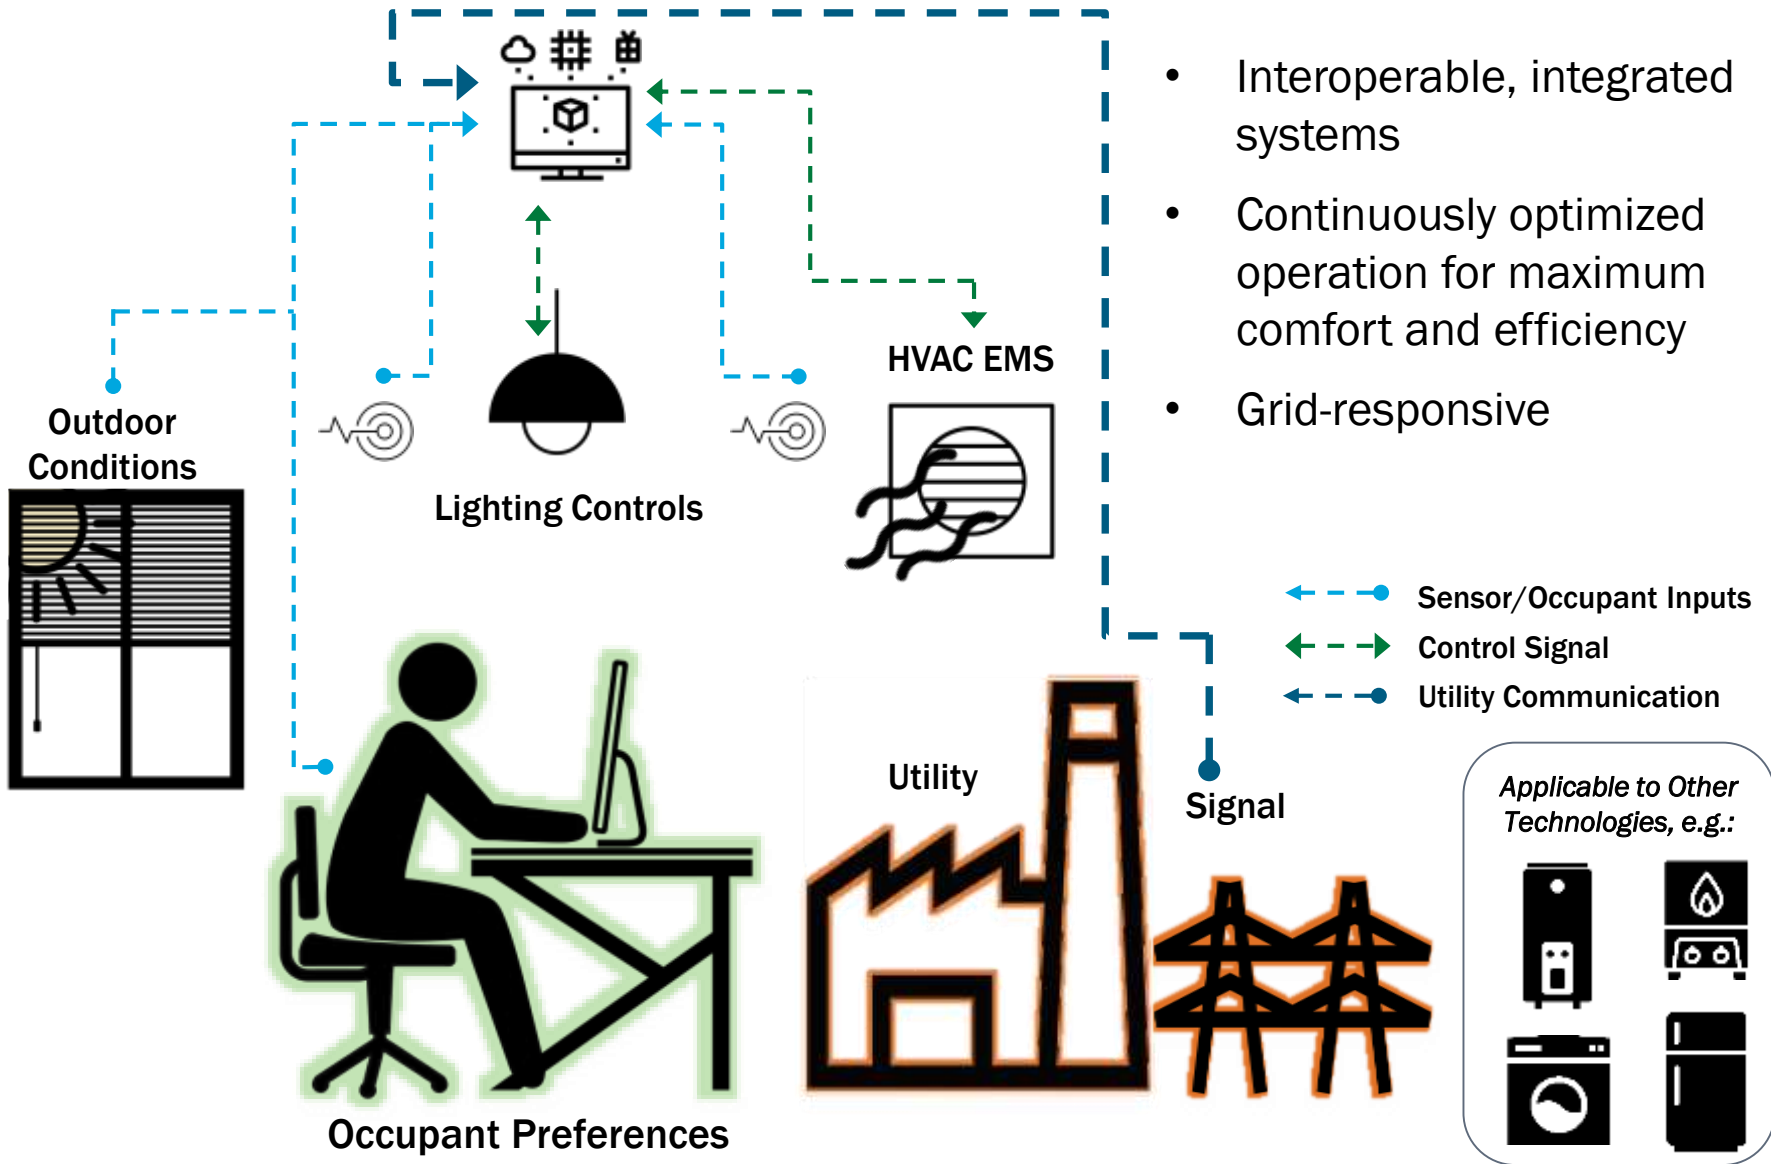 • Interoperable, integrated
systems
• Continuously optimized
operation for maximum
comfort and efficiency
• Grid-responsive
HVAC EMS
Outdoor
Conditions
Lighting Controls
Sensor/Occupant Inputs
Control Signal
Utility Communication
Utility
Signal
Applicable to Other
Technologies, e.g.:
Occupant Preferences